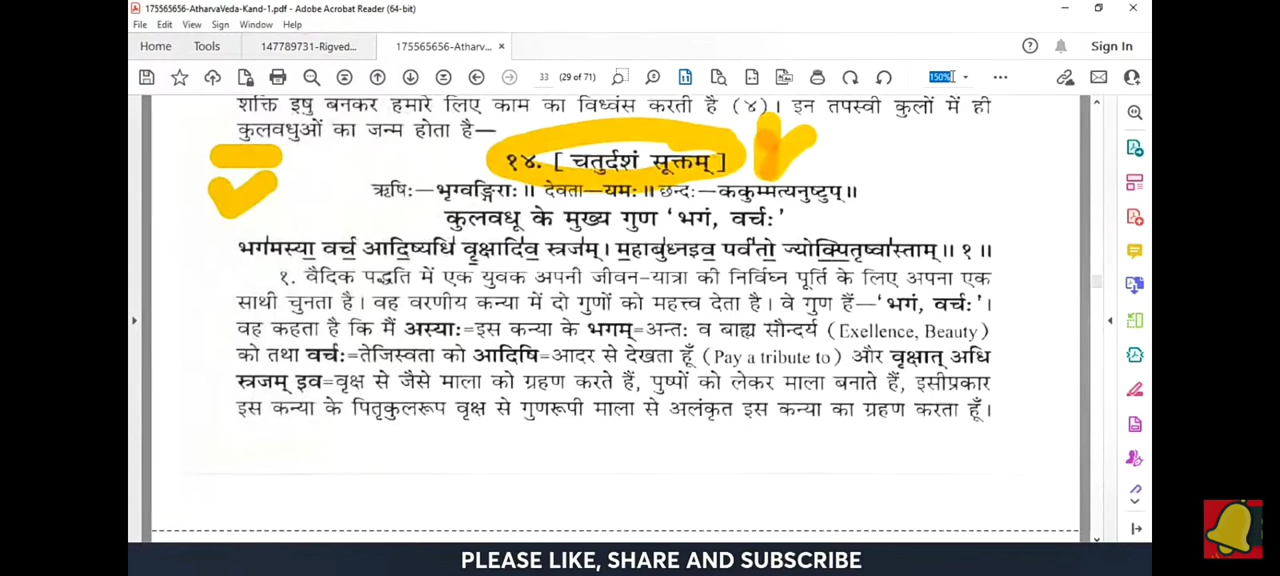 175565656-AtharvaVeda-Kand-1.pdf - Adobe Acrobat Reader (64-bit)
File Edit View Sign Window Help
Home Tools 147789731-Rigved... 175565656-Atharv... × Sign In
33 (29 of 71) 150%
शक्ति इषु बनकर हमारे लिए काम का विध्वंस करती है (४)। इन तपस्वी कुलों में ही
कुलवधुओं का जन्म होता है—
१४. [ चतुर्दशं सूक्तम् ]
ऋषिः—भृग्वङ्गिराः॥ देवता—यमः॥ छन्दः—ककुम्मत्यनुष्टुप्॥
कुलवधू के मुख्य गुण 'भगं, वर्चः'
भग॑मस्या॒ वर्च॒ आदि॒ष्यधि॑ वृ॒क्षादि॑व॒ स्त्रज॑म्। म॒हाबु॑ध्नइव॒ पर्व॑तो॒ ज्योक्पि॒तृष्वा॑स्ताम्॥ १॥
१. वैदिक पद्धति में एक युवक अपनी जीवन-यात्रा की निर्विघ्न पूर्ति के लिए अपना एक
साथी चुनता है। वह वरणीय कन्या में दो गुणों को महत्त्व देता है। वे गुण हैं—'भगं, वर्चः'।
वह कहता है कि मैं अस्याः=इस कन्या के भगम्=अन्तः व बाह्य सौन्दर्य (Exellence, Beauty)
को तथा वर्चः=तेजिस्वता को आदिषि=आदर से देखता हूँ (Pay a tribute to) और वृक्षात् अधि
स्त्रजम् इव=वृक्ष से जैसे माला को ग्रहण करते हैं, पुष्पों को लेकर माला बनाते हैं, इसीप्रकार
इस कन्या के पितृकुलरूप वृक्ष से गुणरूपी माला से अलंकृत इस कन्या का ग्रहण करता हूँ।
PLEASE LIKE, SHARE AND SUBSCRIBE